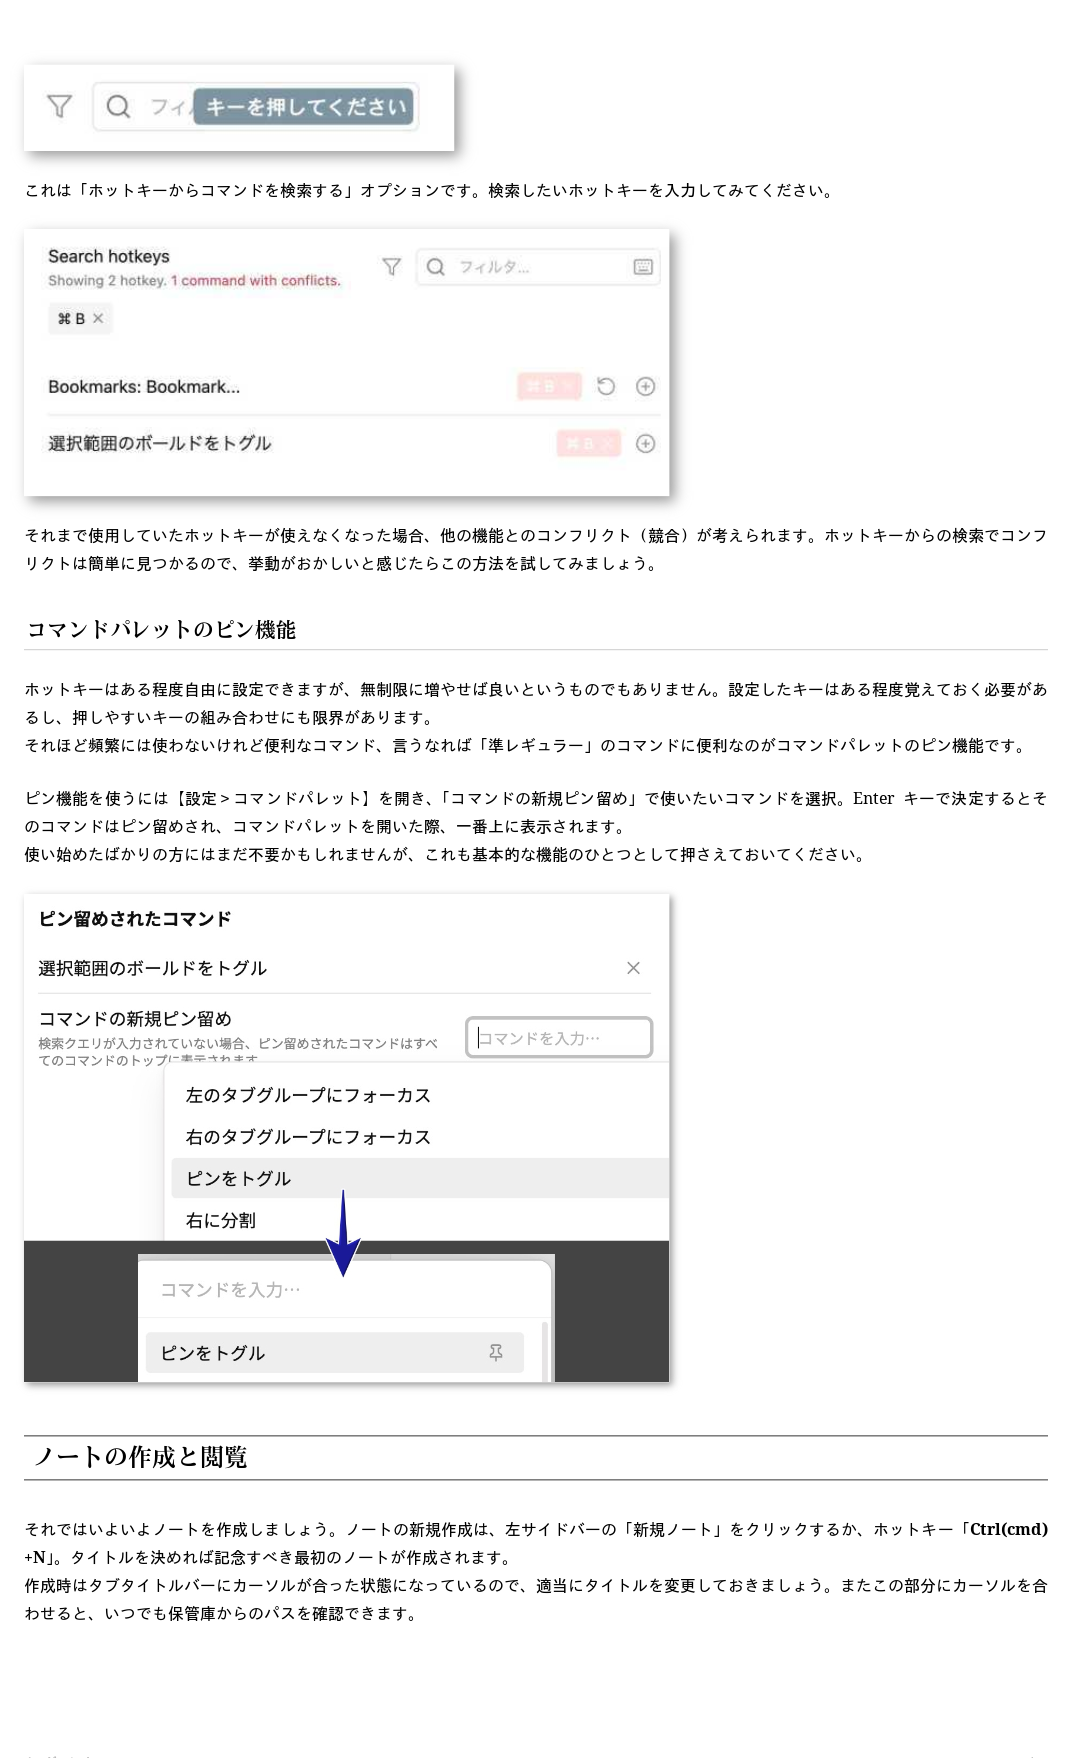 フィ
キーを押してください
これは「ホットキーからコマンドを検索する」オプションです。検索したいホットキーを入力してみてください。
Search hotkeys
Showing 2 hotkey. 1 command with conflicts.
フィルタ...
⌘ B ×
Bookmarks: Bookmark...
⌘ B ×
選択範囲のボールドをトグル
⌘ B ×
それまで使用していたホットキーが使えなくなった場合、他の機能とのコンフリクト（競合）が考えられます。ホットキーからの検索でコンフ
リクトは簡単に見つかるので、挙動がおかしいと感じたらこの方法を試してみましょう。
コマンドパレットのピン機能
ホットキーはある程度自由に設定できますが、無制限に増やせば良いというものでもありません。設定したキーはある程度覚えておく必要があ
るし、押しやすいキーの組み合わせにも限界があります。
それほど頻繁には使わないけれど便利なコマンド、言うなれば「準レギュラー」のコマンドに便利なのがコマンドパレットのピン機能です。
ピン機能を使うには【設定 > コマンドパレット】を開き、「コマンドの新規ピン留め」で使いたいコマンドを選択。Enter キーで決定するとそ
のコマンドはピン留めされ、コマンドパレットを開いた際、一番上に表示されます。
使い始めたばかりの方にはまだ不要かもしれませんが、これも基本的な機能のひとつとして押さえておいてください。
ピン留めされたコマンド
選択範囲のボールドをトグル
コマンドの新規ピン留め
検索クエリが入力されていない場合、ピン留めされたコマンドはすべ
てのコマンドのトップに表示されます
コマンドを入力…
左のタブグループにフォーカス
右のタブグループにフォーカス
ピンをトグル
右に分割
コマンドを入力…
ピンをトグル
ノートの作成と閲覧
それではいよいよノートを作成しましょう。ノートの新規作成は、左サイドバーの「新規ノート」をクリックするか、ホットキー「Ctrl(cmd)
+N」。タイトルを決めれば記念すべき最初のノートが作成されます。
作成時はタブタイトルバーにカーソルが合った状態になっているので、適当にタイトルを変更しておきましょう。またこの部分にカーソルを合
わせると、いつでも保管庫からのパスを確認できます。